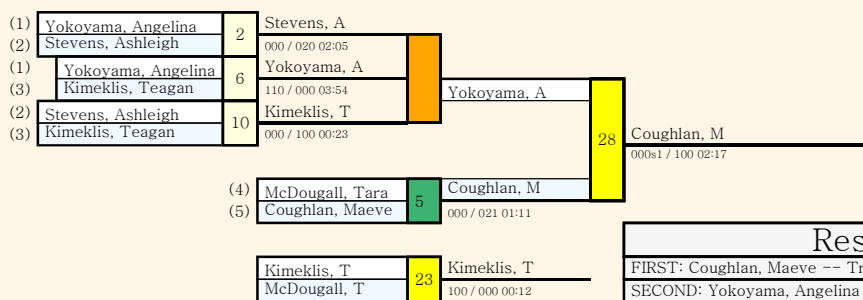 (1) Yokoyama, Angelina
(2) Stevens, Ashleigh
2
Stevens, A
000 / 020 02:05
(1) Yokoyama, Angelina
(3) Kimeklis, Teagan
6
Yokoyama, A
110 / 000 03:54
(2) Stevens, Ashleigh
(3) Kimeklis, Teagan
10
Kimeklis, T
000 / 100 00:23
Yokoyama, A
28
Coughlan, M
000s1 / 100 02:17
(4) McDougall, Tara
(5) Coughlan, Maeve
5
Coughlan, M
000 / 021 01:11
Kimeklis, T
McDougall, T
23
Kimeklis, T
100 / 000 00:12
Res
FIRST: Coughlan, Maeve -- Tr
SECOND: Yokoyama, Angelina